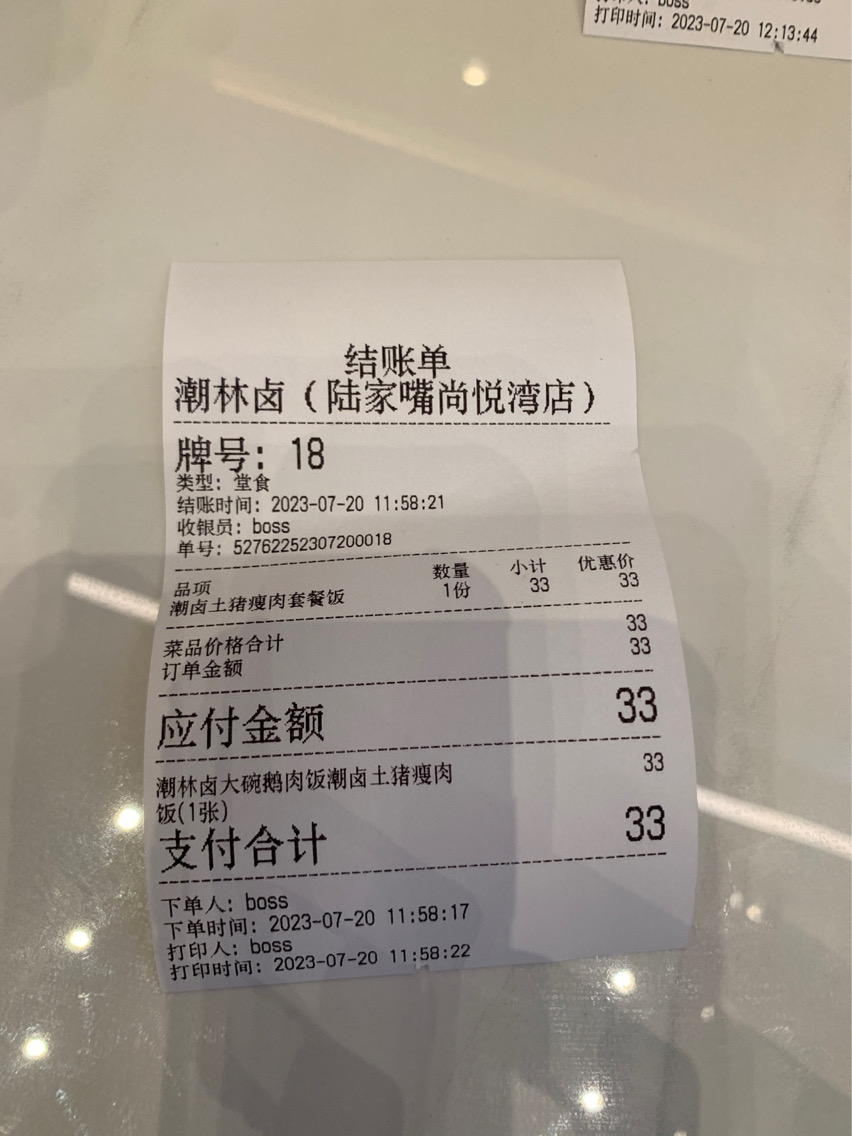 打印时间: 2023-07-20 12:13:44
结账单
潮林卤（陆家嘴尚悦湾店）
牌号: 18
类型: 堂食
结账时间: 2023-07-20 11:58:21
收银员: boss
单号: 52762252307200018
品项 数量 小计 优惠价
潮卤土猪瘦肉套餐饭 1份 33 33
菜品价格合计 33
订单金额 33
应付金额 33
潮林卤大碗鹅肉饭潮卤土猪瘦肉 33
饭(1张)
支付合计 33
下单人: boss
下单时间: 2023-07-20 11:58:17
打印人: boss
打印时间: 2023-07-20 11:58:22